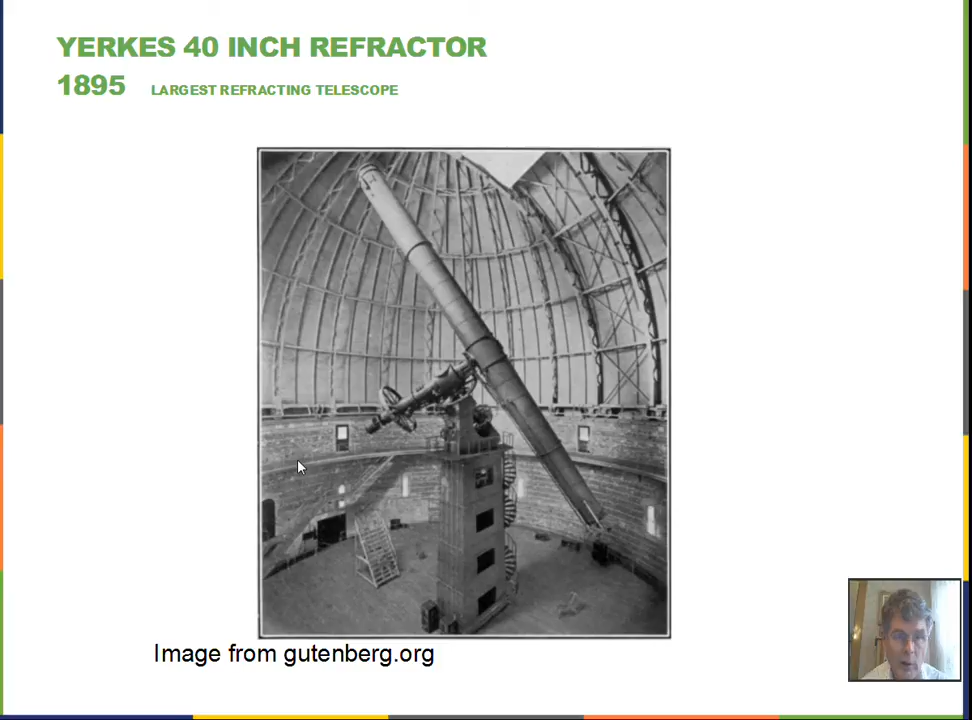 YERKES 40 INCH REFRACTOR
1895 LARGEST REFRACTING TELESCOPE
Image from gutenberg.org